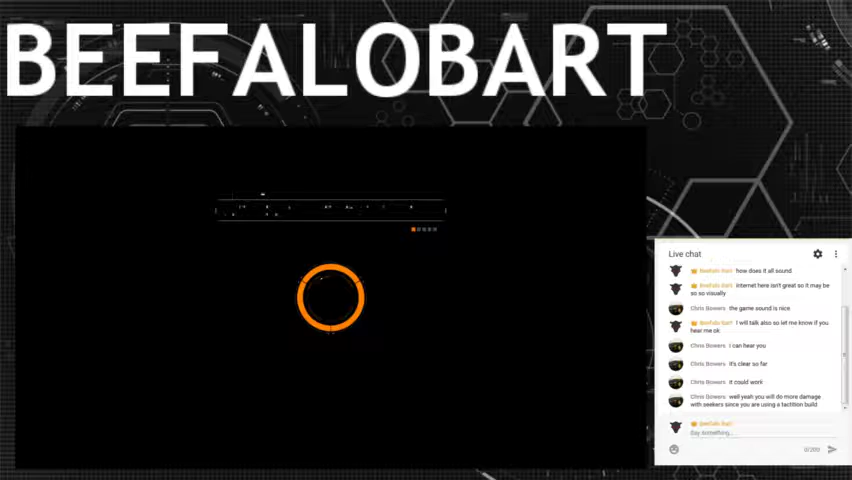 BEEFALOBART
Live chat
Beefalo Bart how does it all sound
Beefalo Bart internet here isn't great so it may be
so so visually
Chris Bowers the game sound is nice
Beefalo Bart I will talk also so let me know if you
hear me ok
Chris Bowers I can hear you
Chris Bowers It's clear so far
Chris Bowers it could work
Chris Bowers well yeah you will do more damage
with seekers since you are using a tactition build
Beefalo Bart
Say something...
0/200